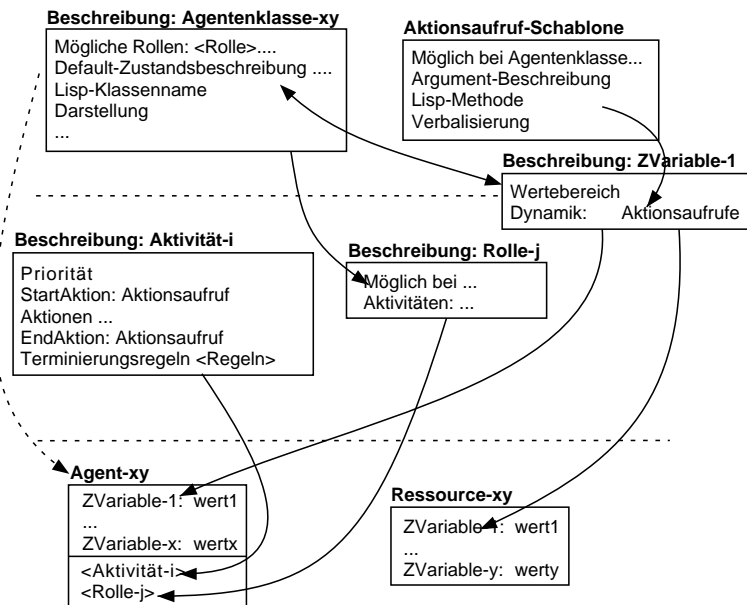 Beschreibung: Agentenklasse-xy
Mögliche Rollen: <Rolle>....
Default-Zustandsbeschreibung ....
Lisp-Klassenname
Darstellung
...
Aktionsaufruf-Schablone
Möglich bei Agentenklasse...
Argument-Beschreibung
Lisp-Methode
Verbalisierung
Beschreibung: ZVariable-1
Wertebereich
Dynamik: Aktionsaufrufe
Beschreibung: Aktivität-i
Priorität
StartAktion: Aktionsaufruf
Aktionen ...
EndAktion: Aktionsaufruf
Terminierungsregeln <Regeln>
Beschreibung: Rolle-j
Möglich bei ...
Aktivitäten: ...
Agent-xy
ZVariable-1: wert1
...
ZVariable-x: wertx
<Aktivität-i>
<Rolle-j>
Ressource-xy
ZVariable-1: wert1
...
ZVariable-y: werty